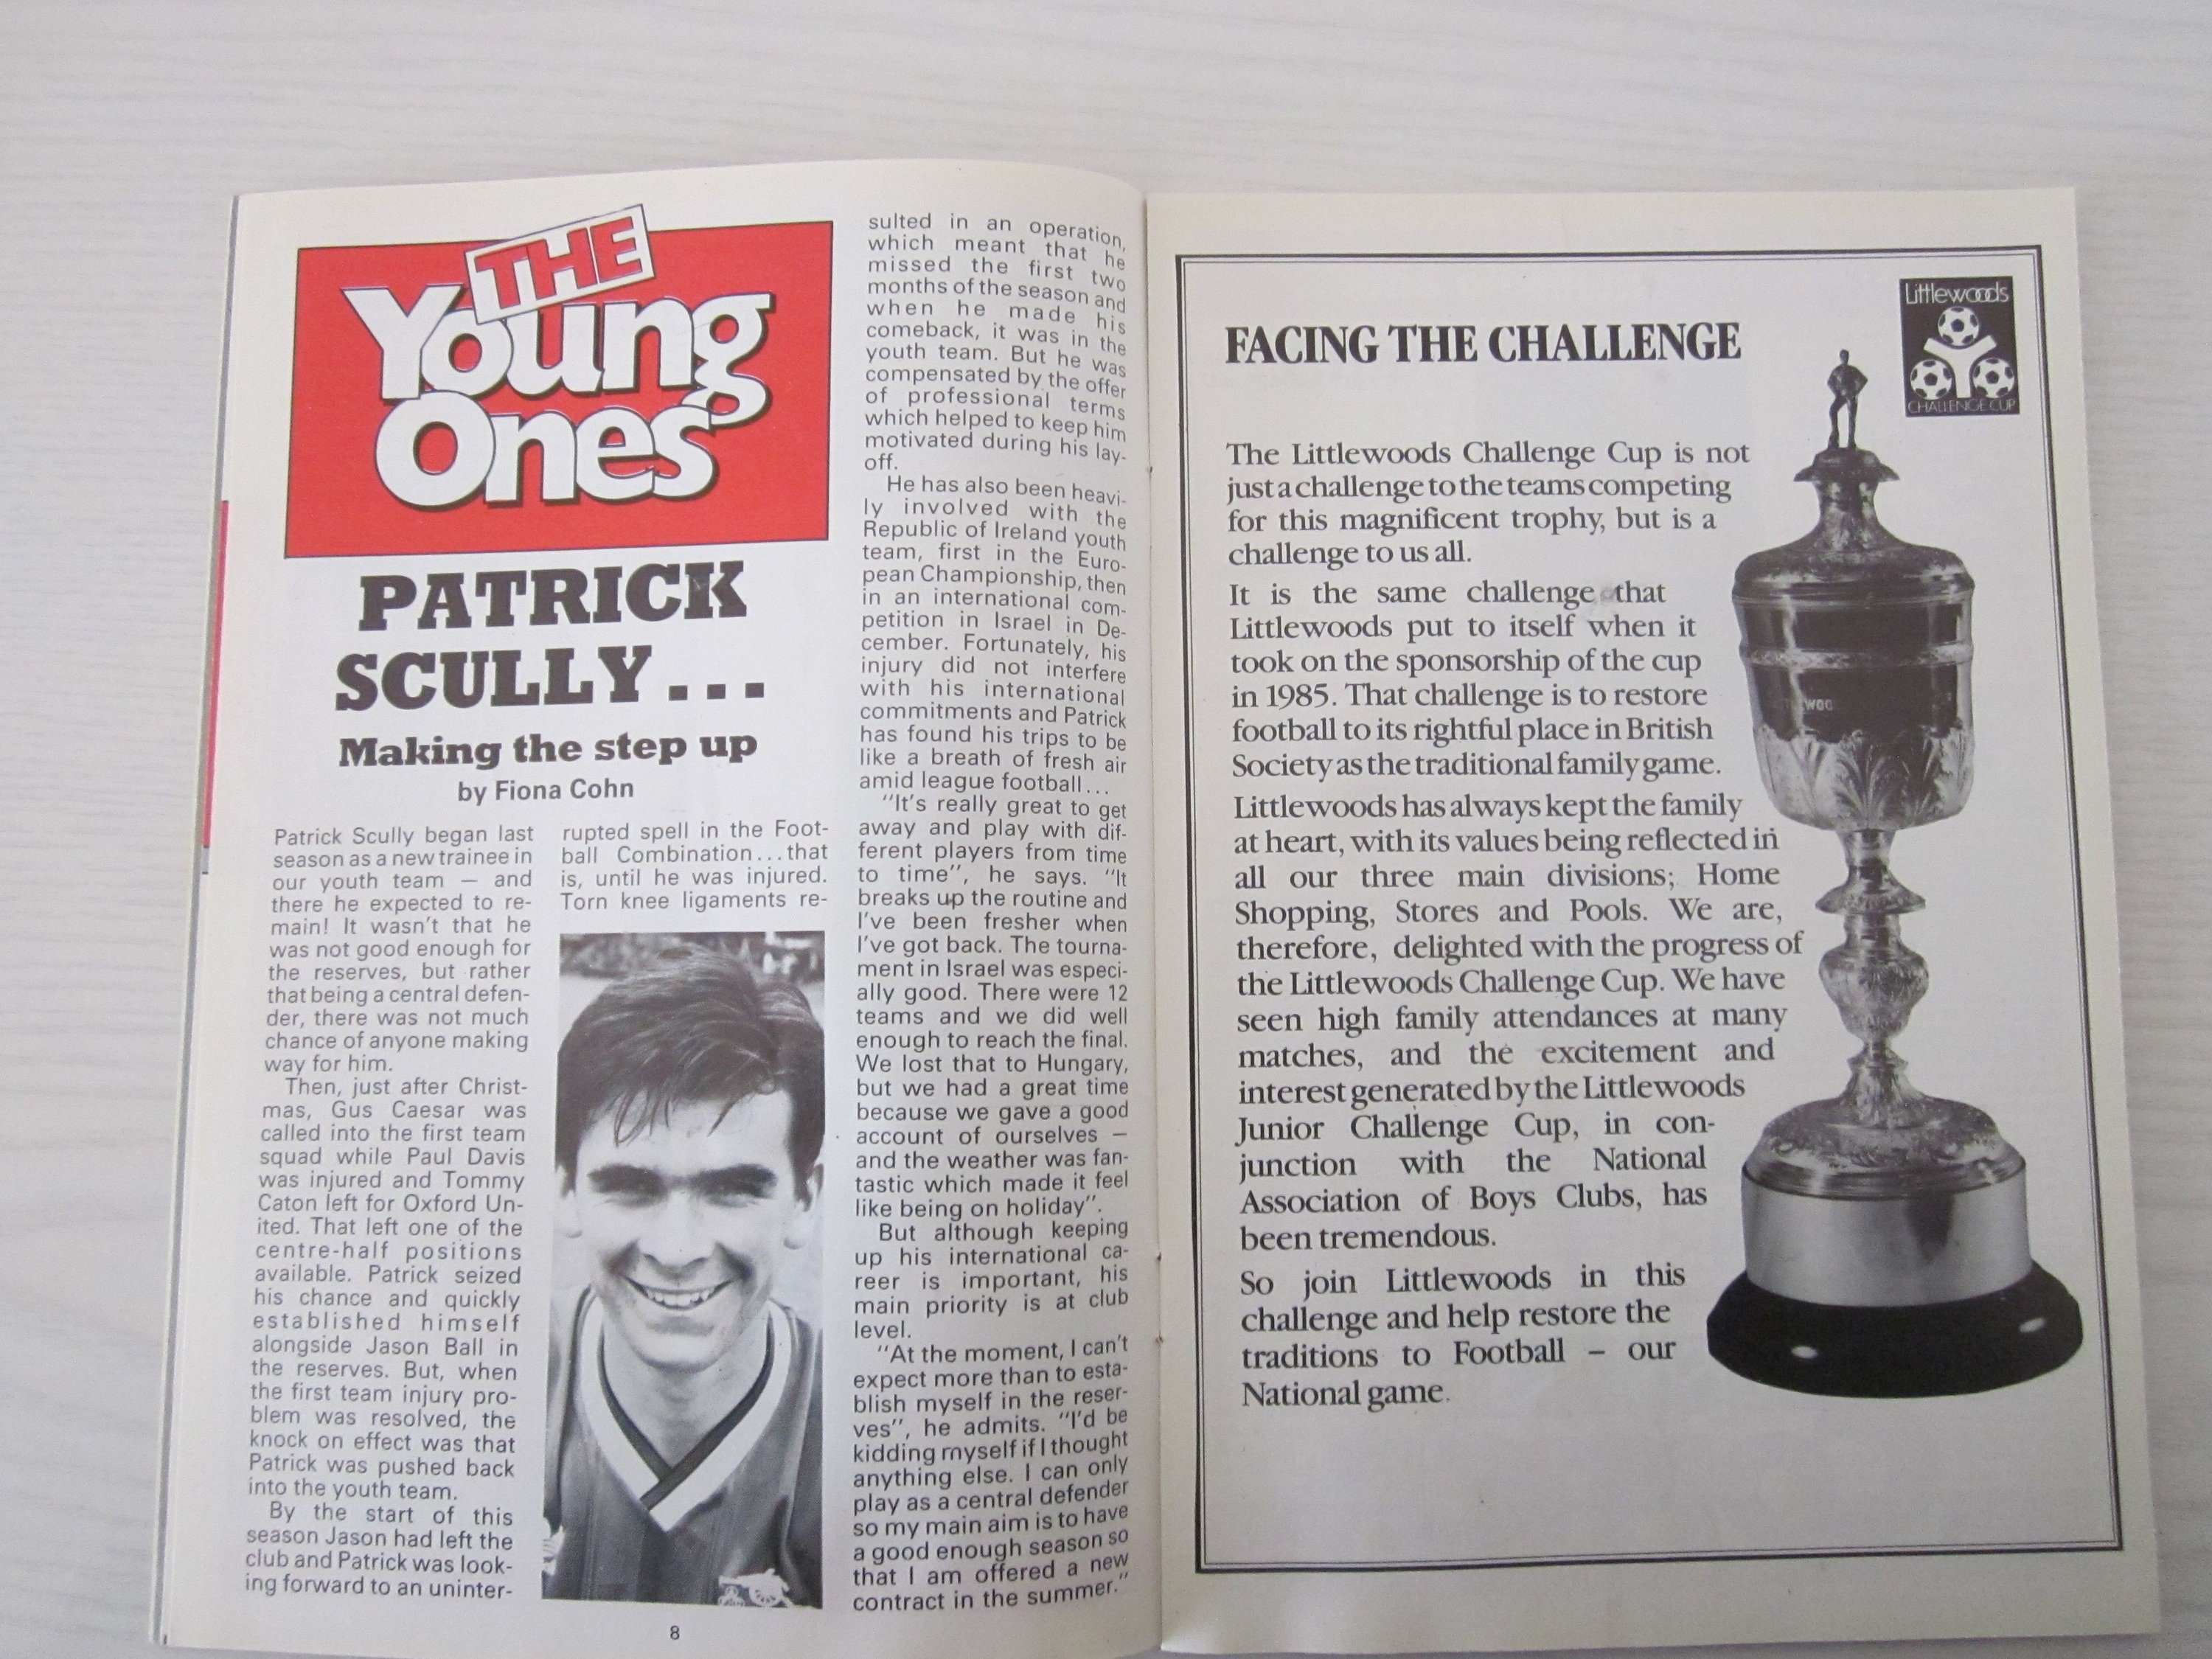 THE
Young
Ones
PATRICK
SCULLY...
Making the step up
by Fiona Cohn
Patrick Scully began last
season as a new trainee in
our youth team — and
there he expected to re-
main! It wasn't that he
was not good enough for
the reserves, but rather
that being a central defen-
der, there was not much
chance of anyone making
way for him.
Then, just after Christ-
mas, Gus Caesar was
called into the first team
squad while Paul Davis
was injured and Tommy
Caton left for Oxford Un-
ited. That left one of the
centre-half positions
available. Patrick seized
his chance and quickly
established himself
alongside Jason Ball in
the reserves. But, when
the first team injury pro-
blem was resolved, the
knock on effect was that
Patrick was pushed back
into the youth team.
By the start of this
season Jason had left the
club and Patrick was look-
ing forward to an uninter-
rupted spell in the Foot-
ball Combination...that
is, until he was injured.
Torn knee ligaments re-
sulted in an operation,
which meant that he
missed the first two
months of the season and
when he made his
comeback, it was in the
youth team. But he was
compensated by the offer
of professional terms
which helped to keep him
motivated during his lay-
off.
He has also been heavi-
ly involved with the
Republic of Ireland youth
team, first in the Euro-
pean Championship, then
in an international com-
petition in Israel in De-
cember. Fortunately, his
injury did not interfere
with his international
commitments and Patrick
has found his trips to be
like a breath of fresh air
amid league football...
"It's really great to get
away and play with dif-
ferent players from time
to time", he says. "It
breaks up the routine and
I've been fresher when
I've got back. The tourna-
ment in Israel was especi-
ally good. There were 12
teams and we did well
enough to reach the final.
We lost that to Hungary,
but we had a great time
because we gave a good
account of ourselves —
and the weather was fan-
tastic which made it feel
like being on holiday".
But although keeping
up his international ca-
reer is important, his
main priority is at club
level.
"At the moment, I can't
expect more than to esta-
blish myself in the reser-
ves", he admits. "I'd be
kidding myself if I thought
anything else. I can only
play as a central defender
so my main aim is to have
a good enough season so
that I am offered a new
contract in the summer."
8
FACING THE CHALLENGE
Littlewoods
CHALLENGE CUP
The Littlewoods Challenge Cup is not
just a challenge to the teams competing
for this magnificent trophy, but is a
challenge to us all.
It is the same challenge that
Littlewoods put to itself when it
took on the sponsorship of the cup
in 1985. That challenge is to restore
football to its rightful place in British
Society as the traditional family game.
Littlewoods has always kept the family
at heart, with its values being reflected in
all our three main divisions; Home
Shopping, Stores and Pools. We are,
therefore, delighted with the progress of
the Littlewoods Challenge Cup. We have
seen high family attendances at many
matches, and the excitement and
interest generated by the Littlewoods
Junior Challenge Cup, in con-
junction with the National
Association of Boys Clubs, has
been tremendous.
So join Littlewoods in this
challenge and help restore the
traditions to Football – our
National game.